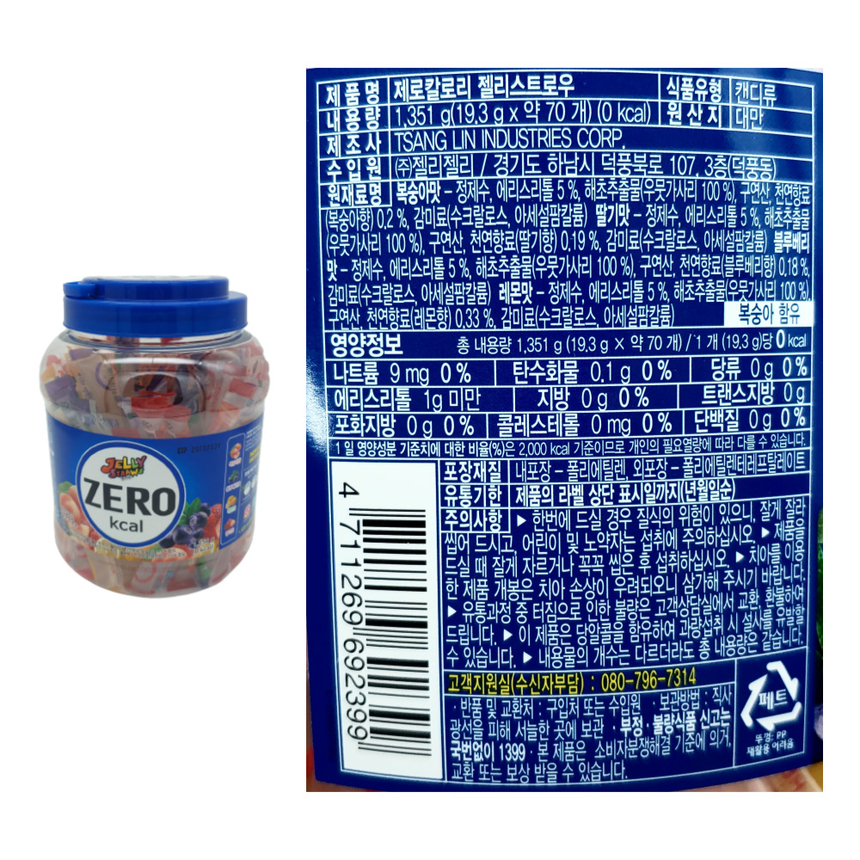 JELLY
STRAW
ZERO
kcal
제품명 제로칼로리 젤리스트로우 식품유형 캔디류
내용량 1,351 g(19.3 g x 약 70 개) (0 kcal) 원산지 대만
제조사 TSANG LIN INDUSTRIES CORP.
수입원 (주)젤리젤리 / 경기도 하남시 덕풍북로 107, 3층(덕풍동)
원재료명 복숭아맛 – 정제수, 에리스리톨 5 %, 해초추출물(우뭇가사리 100 %), 구연산, 천연향료
(복숭아향) 0.2 %, 감미료(수크랄로스, 아세설팜칼륨) 딸기맛 – 정제수, 에리스리톨 5 %, 해초추출물
(우뭇가사리 100 %), 구연산, 천연향료(딸기향) 0.19 %, 감미료(수크랄로스, 아세설팜칼륨) 블루베리
맛 – 정제수, 에리스리톨 5 %, 해초추출물(우뭇가사리 100 %), 구연산, 천연향료(블루베리향) 0.18 %,
감미료(수크랄로스, 아세설팜칼륨) 레몬맛 – 정제수, 에리스리톨 5 %, 해초추출물(우뭇가사리 100 %),
구연산, 천연향료(레몬향) 0.33 %, 감미료(수크랄로스, 아세설팜칼륨) 복숭아 함유
영양정보 총 내용량 1,351 g (19.3 g × 약 70 개) / 1 개 (19.3 g)당 0 kcal
나트륨 9 mg 0 % 탄수화물 0.1 g 0 % 당류 0 g 0 %
에리스리톨 1g 미만 지방 0 g 0 % 트랜스지방 0 g
포화지방 0 g 0 % 콜레스테롤 0 mg 0 % 단백질 0 g 0 %
1 일 영양성분 기준치에 대한 비율(%)은 2,000 kcal 기준이므로 개인의 필요열량에 따라 다를 수 있습니다.
포장재질 내포장 – 폴리에틸렌, 외포장 – 폴리에틸렌테레프탈레이트
유통기한 제품의 라벨 상단 표시일까지(년월일순)
주의사항 ▶ 한번에 드실 경우 질식의 위험이 있으니, 잘게 잘라
씹어 드시고, 어린이 및 노약자는 섭취에 주의하십시오. ▶ 제품은
드실 때 잘게 자르거나 꼭꼭 씹은 후 섭취하십시오. ▶ 치아를 이용
한 제품 개봉은 치아 손상이 우려되오니 삼가해 주시기 바랍니다.
▶ 유통과정 중 터짐으로 인한 불량은 고객상담실에서 교환, 환불하여
드립니다. ▶ 이 제품은 당알콜을 함유하여 과량섭취 시 설사를 유발할
수 있습니다. ▶ 내용물의 개수는 다르더라도 총 내용량은 같습니다.
고객지원실(수신자부담) : 080-796-7314
· 반품 및 교환처 : 구입처 또는 수입원 · 보관방법 : 직사
광선을 피해 서늘한 곳에 보관 · 부정·불량식품 신고는
국번없이 1399 · 본 제품은 소비자분쟁해결 기준에 의거,
교환 또는 보상 받을 수 있습니다.
4 711269 692399
페트
뚜껑: PP
재활용 어려움